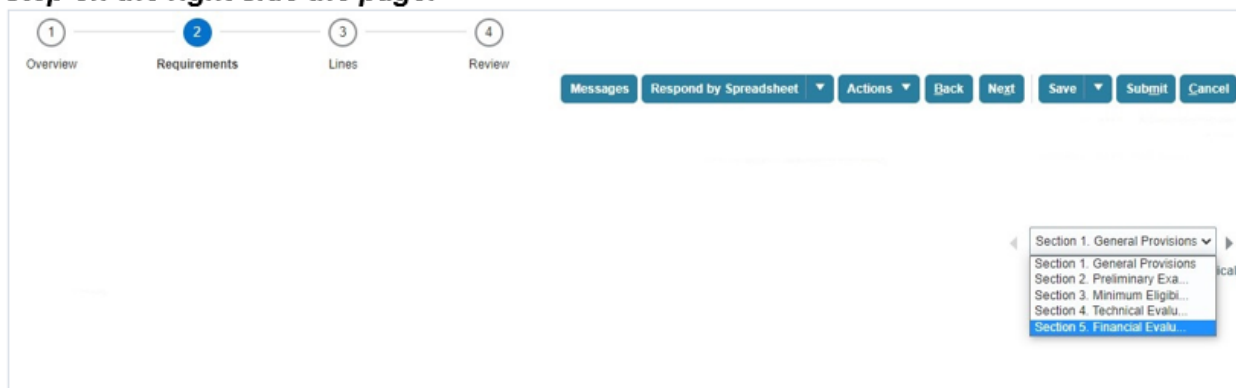 step on the right side the page.
1 2 3 4
Overview Requirements Lines Review
Messages Respond by Spreadsheet Actions Back Next Save Submit Cancel
Section 1. General Provisions
Section 1. General Provisions
ical
Section 2. Preliminary Exa...
Section 3. Minimum Eligibi...
Section 4. Technical Evalu...
Section 5. Financial Evalu...